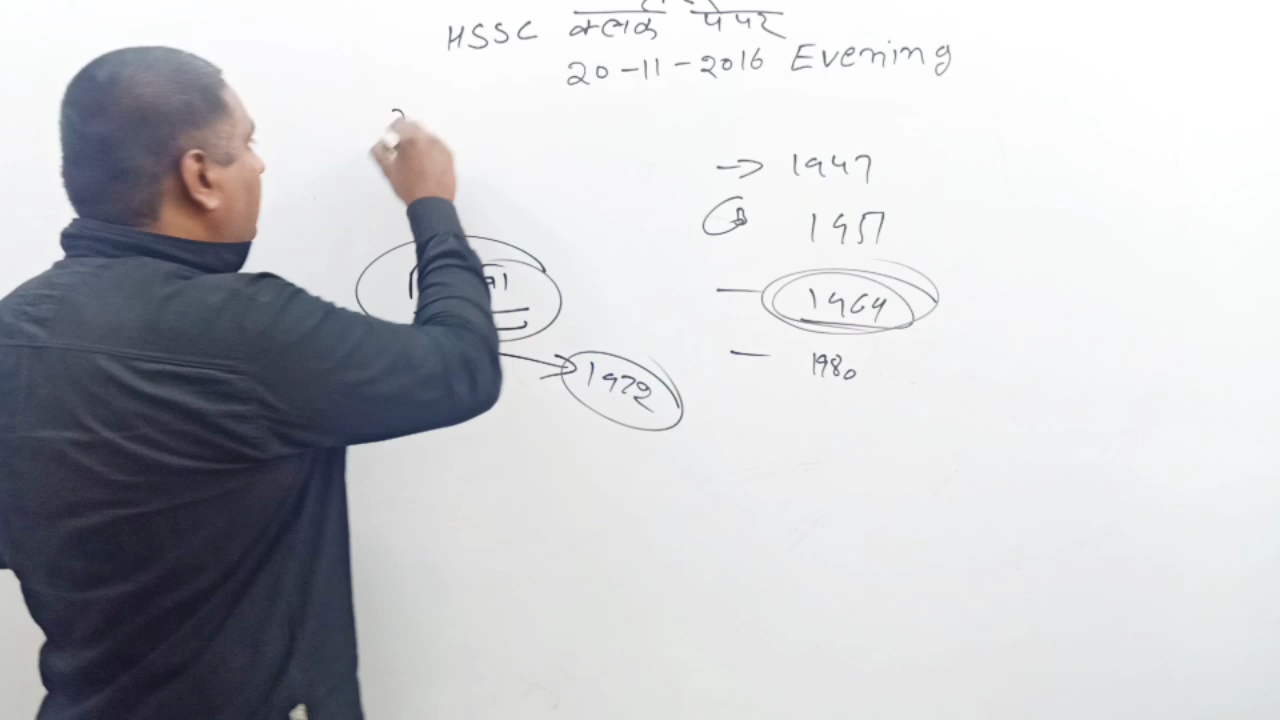 HSSC क्लर्क पेपर
20-11-2016 Evening
→ 1947
1957
— 1964
— 1980
→ 1972